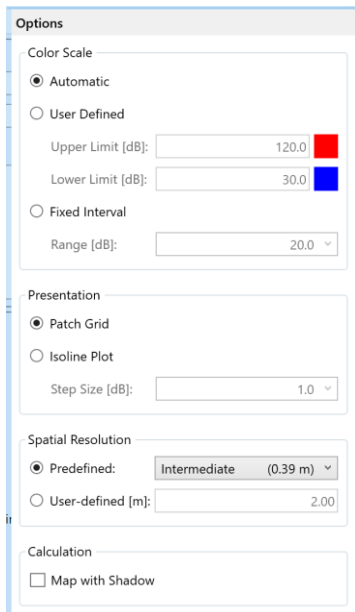 Options
Color Scale
Automatic
User Defined
Upper Limit [dB]: 120.0
Lower Limit [dB]: 30.0
Fixed Interval
Range [dB]: 20.0
Presentation
Patch Grid
Isoline Plot
Step Size [dB]: 1.0
Spatial Resolution
Predefined: Intermediate (0.39 m)
User-defined [m]: 2.00
Calculation
Map with Shadow